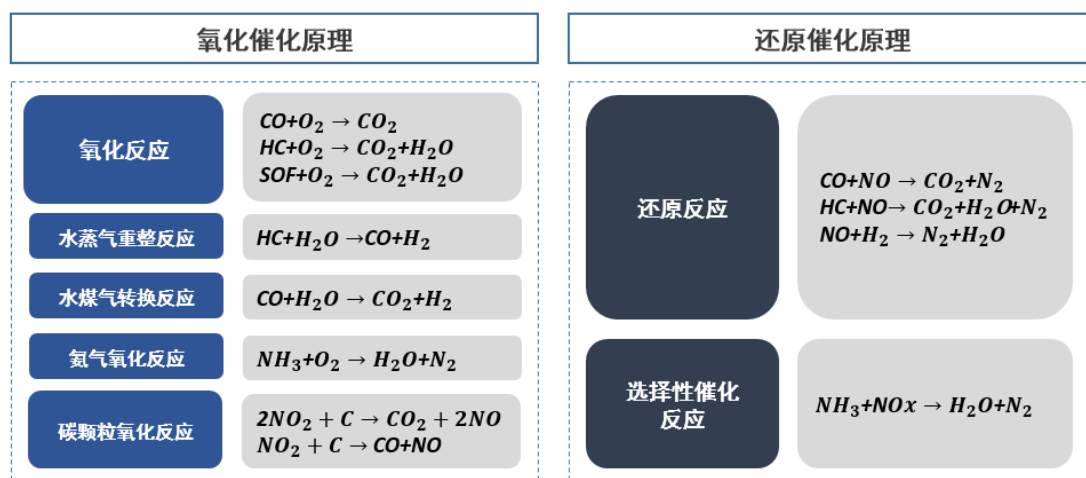 氧化催化原理
氧化反应
CO+O₂ → CO₂
HC+O₂ → CO₂+H₂O
SOF+O₂ → CO₂+H₂O
水蒸气重整反应
HC+H₂O →CO+H₂
水煤气转换反应
CO+H₂O → CO₂+H₂
氨气氧化反应
NH₃+O₂ → H₂O+N₂
碳颗粒氧化反应
2NO₂ + C → CO₂ + 2NO
NO₂ + C → CO+NO
还原催化原理
还原反应
CO+NO → CO₂+N₂
HC+NO→ CO₂+H₂O+N₂
NO+H₂ → N₂+H₂O
选择性催化
反应
NH₃+NOx → H₂O+N₂